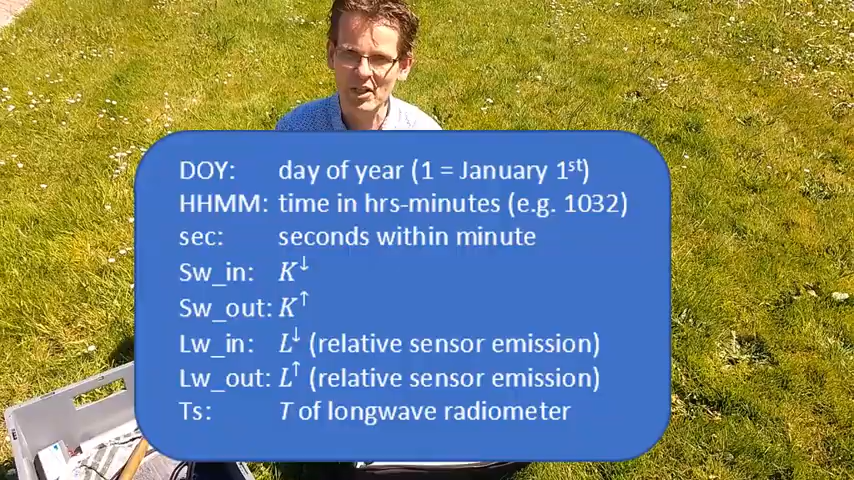 DOY: day of year (1 = January 1st)
HHMM: time in hrs-minutes (e.g. 1032)
sec: seconds within minute
Sw_in: K↓
Sw_out: K↑
Lw_in: L↓ (relative sensor emission)
Lw_out: L↑ (relative sensor emission)
Ts: T of longwave radiometer